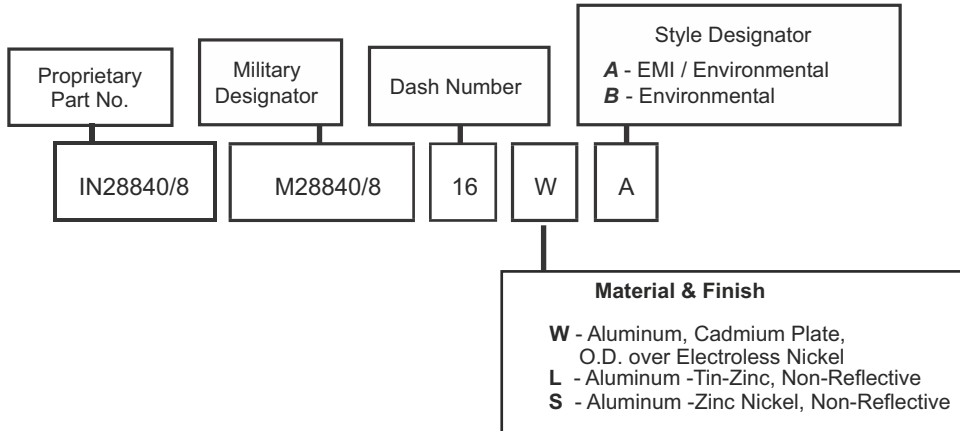 Proprietary
Part No.
Military
Designator
Dash Number
Style Designator
A - EMI / Environmental
B - Environmental
IN28840/8
M28840/8
16
W
A
Material & Finish
W - Aluminum, Cadmium Plate,
O.D. over Electroless Nickel
L - Aluminum -Tin-Zinc, Non-Reflective
S - Aluminum -Zinc Nickel, Non-Reflective